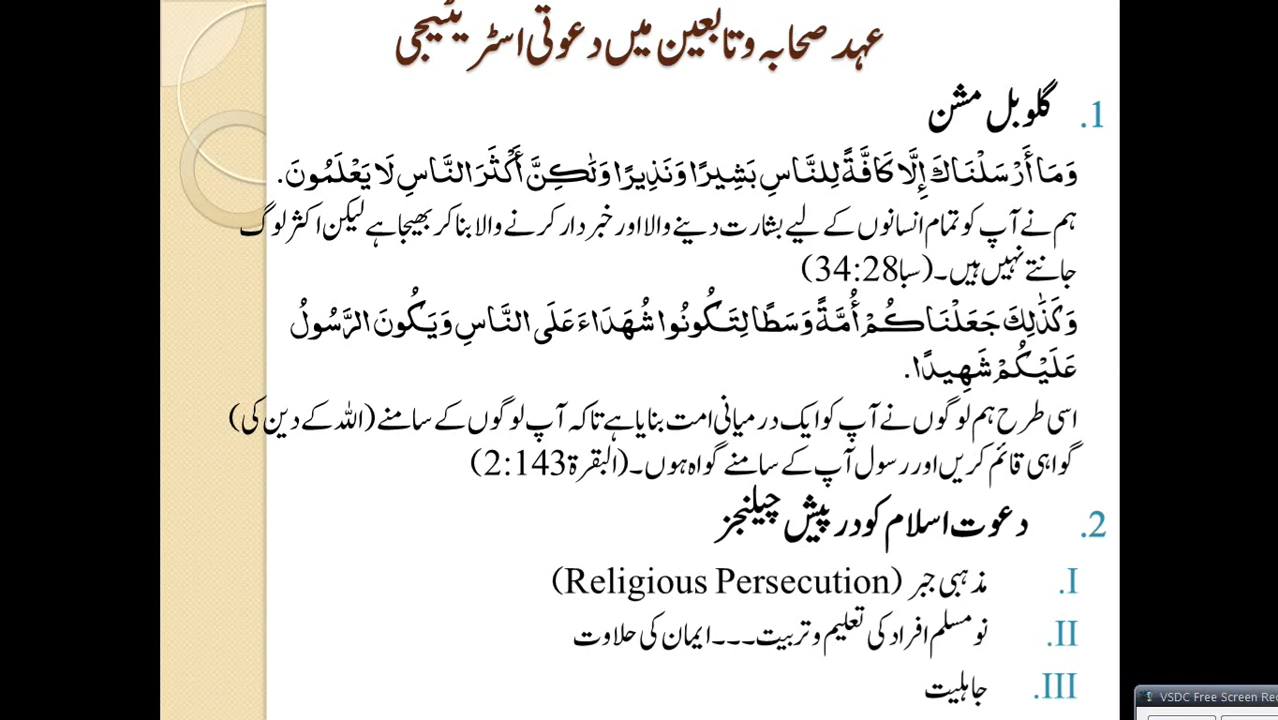 عہد صحابہ و تابعین میں دعوتی اسٹریٹیجی
1. گلوبل مشن
وَمَا أَرْسَلْنَاكَ إِلَّا كَافَّةً لِلنَّاسِ بَشِيرًا وَنَذِيرًا وَلَٰكِنَّ أَكْثَرَ النَّاسِ لَا يَعْلَمُونَ.
ہم نے آپ کو تمام انسانوں کے لیے بشارت دینے والا اور خبردار کرنے والا بنا کر بھیجا ہے لیکن اکثر لوگ
جانتے نہیں ہیں۔ (سبا 34:28)
وَكَذَٰلِكَ جَعَلْنَاكُمْ أُمَّةً وَسَطًا لِتَكُونُوا شُهَدَاءَ عَلَى النَّاسِ وَيَكُونَ الرَّسُولُ
عَلَيْكُمْ شَهِيدًا.
اسی طرح ہم لوگوں نے آپ کو ایک درمیانی امت بنایا ہے تاکہ آپ لوگوں کے سامنے (اللہ کے دین کی)
گواہی قائم کریں اور رسول آپ کے سامنے گواہ ہوں۔ (البقرۃ 2:143)
2. دعوت اسلام کو درپیش چیلنجز
I. مذہبی جبر (Religious Persecution)
II. نو مسلم افراد کی تعلیم و تربیت۔۔۔ ایمان کی حلاوت
III. جاہلیت
VSDC Free Screen Rec